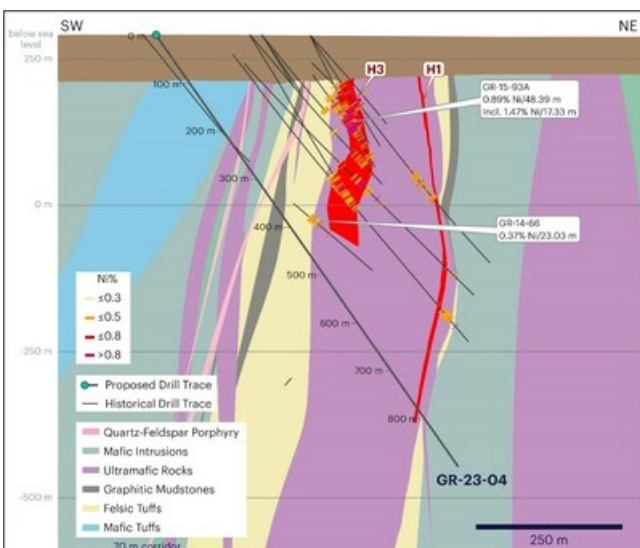 SW
NE
below sea
level
250 m
0 m
H3
H1
GR-15-93A
0.89% Ni/48.39 m
Incl. 1.47% Ni/17.33 m
100 m
200 m
300 m
0 m
400 m
GR-14-66
0.37% Ni/23.03 m
500 m
600 m
700 m
800 m
-250 m
-500 m
Ni%
≤0.3
≤0.5
≤0.8
>0.8
Proposed Drill Trace
Historical Drill Trace
Quartz-Feldspar Porphyry
Mafic Intrusions
Ultramafic Rocks
Graphitic Mudstones
Felsic Tuffs
Mafic Tuffs
GR-23-04
250 m
70 m corridor